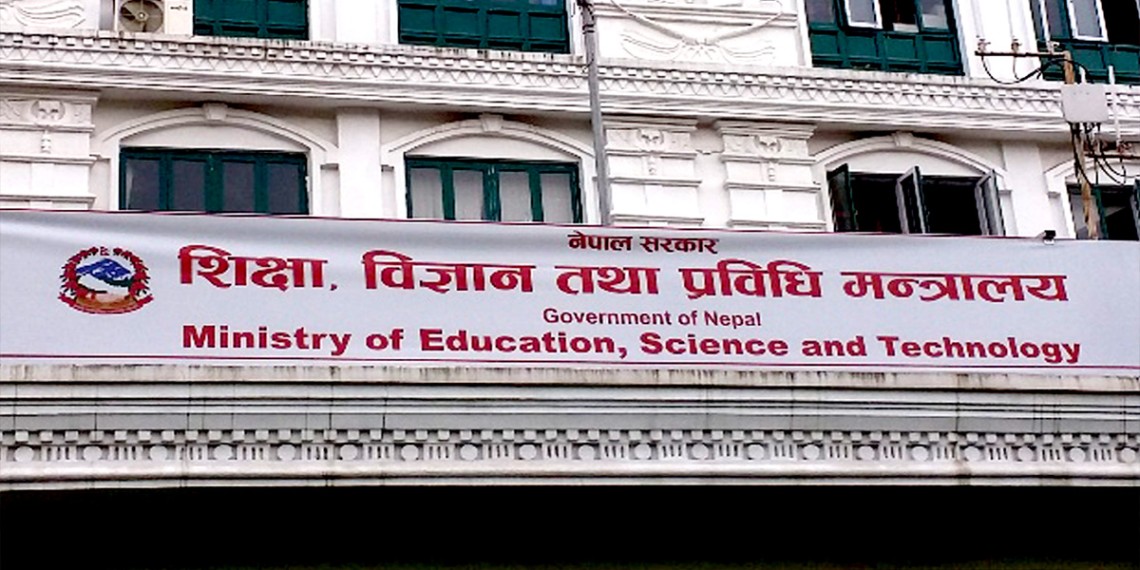 नेपाल सरकार
शिक्षा, विज्ञान तथा प्रविधि मन्त्रालय
Government of Nepal
Ministry of Education, Science and Technology